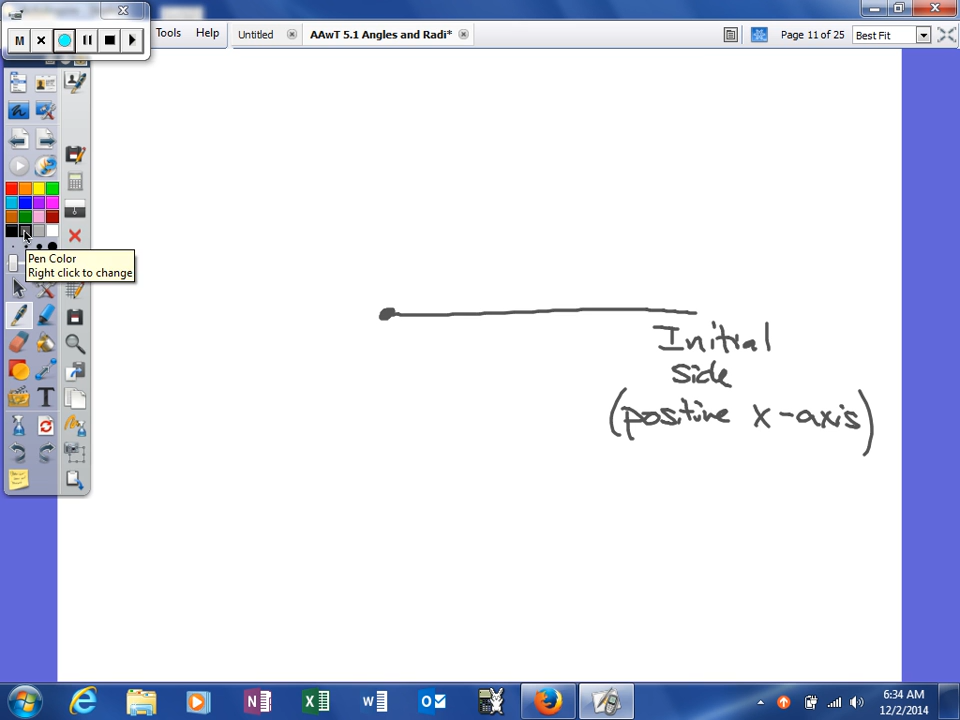 M
Tools Help Untitled AAwT 5.1 Angles and Radi* Page 11 of 25 Best Fit
Pen Color
Right click to change
Initial
side
(positive x-axis)
T
N X W O
6:34 AM
12/2/2014